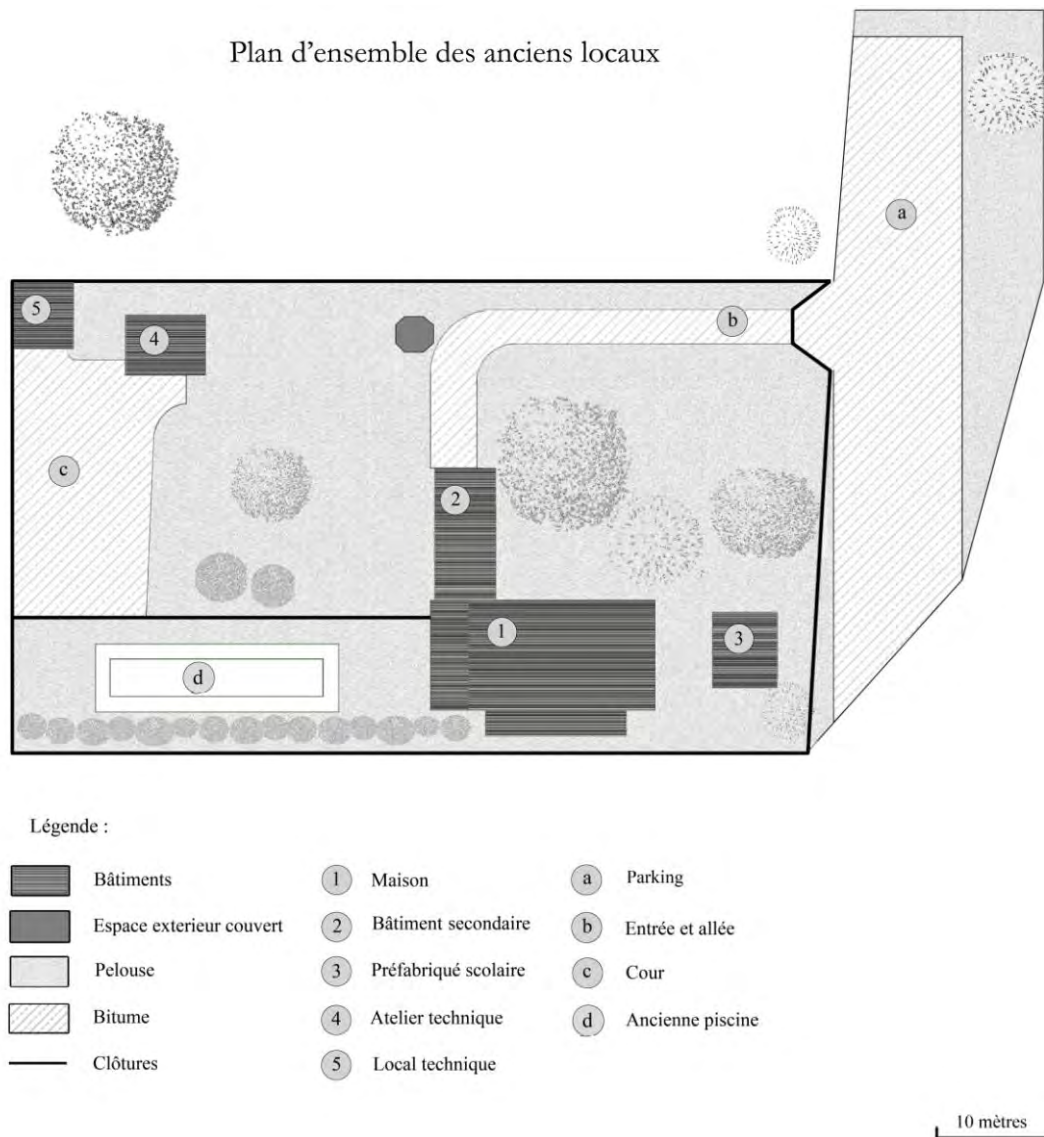 Plan d'ensemble des anciens locaux
a
5
4
b
c
2
1
3
d
Légende :
Bâtiments
1 Maison
a Parking
Espace exterieur couvert
2 Bâtiment secondaire
b Entrée et allée
Pelouse
3 Préfabriqué scolaire
c Cour
Bitume
4 Atelier technique
d Ancienne piscine
Clôtures
5 Local technique
10 mètres